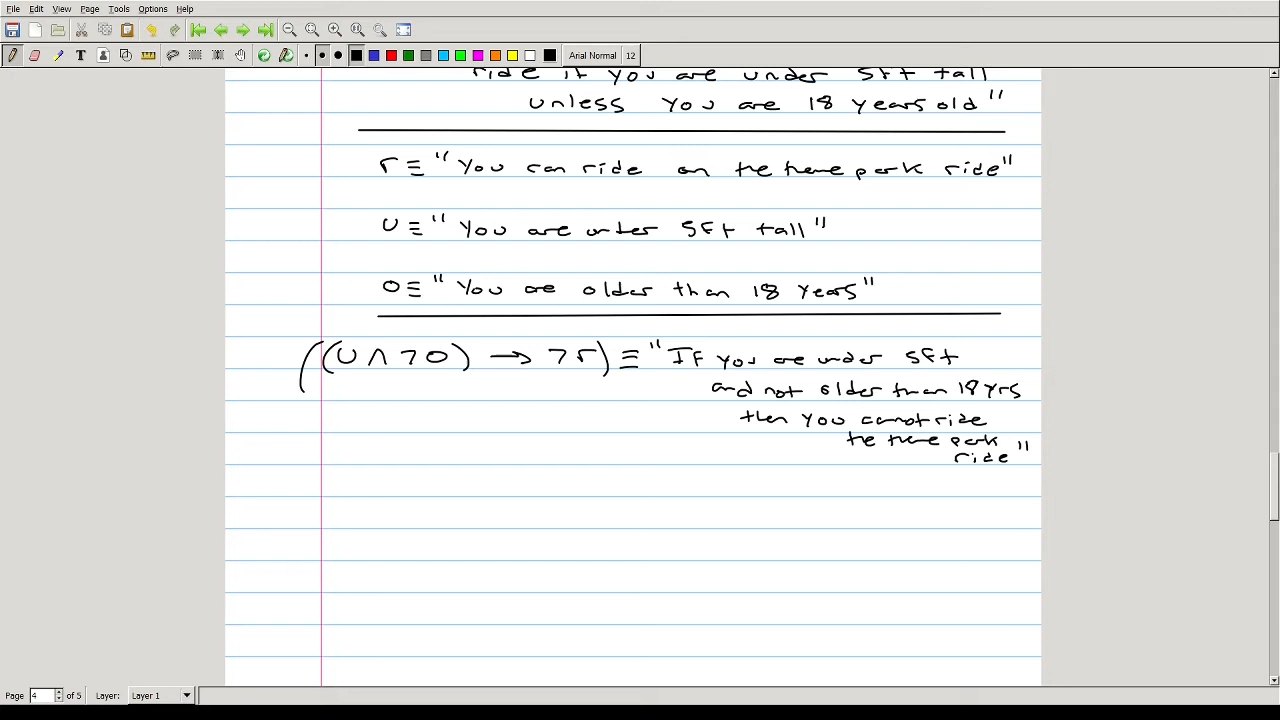 File Edit View Page Tools Options Help
Arial Normal 12
ride if you are under 5ft tall
unless you are 18 years old"
r ≡ "You can ride on the theme park ride"
U ≡ "You are under 5ft tall"
O ≡ "You are older than 18 years"
((U ∧ ¬O) → ¬r) ≡ "If you are under 5ft
and not older than 18 yrs
then you cannot ride
the theme park
ride"
Page 4 of 5 Layer: Layer 1